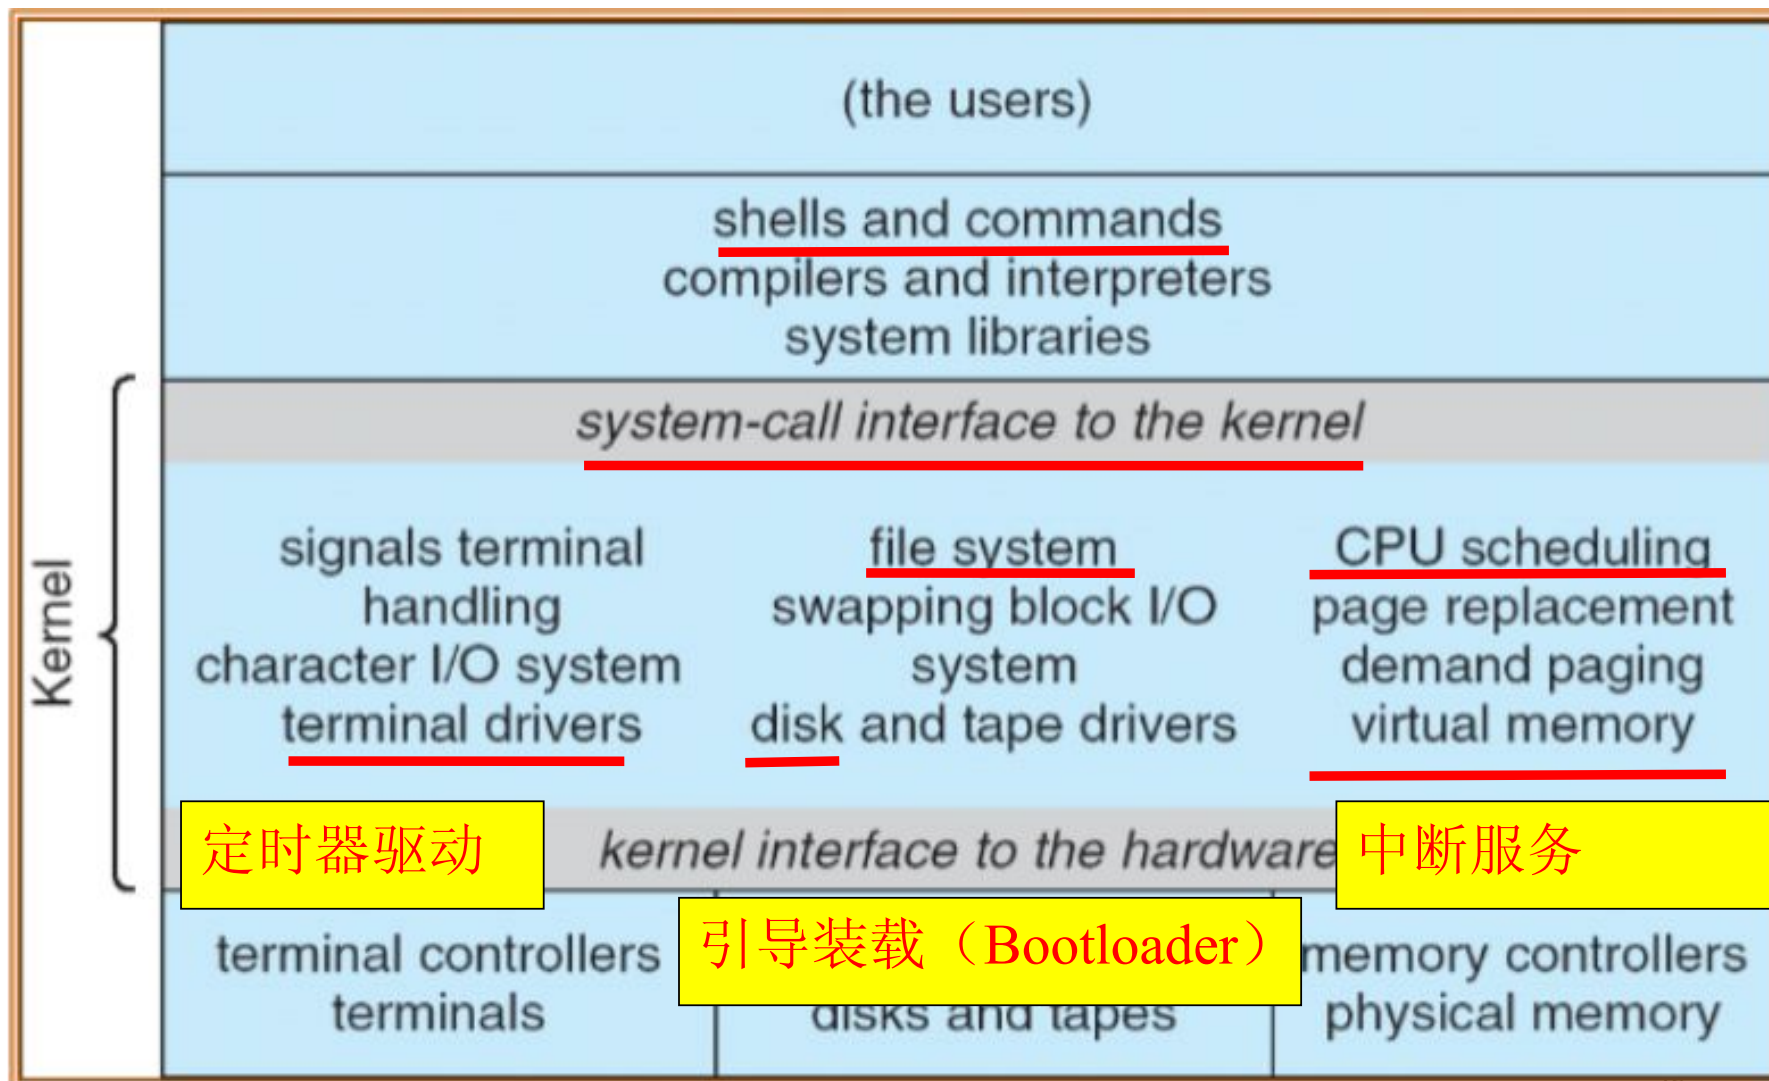 (the users)
shells and commands
compilers and interpreters
system libraries
Kernel
system-call interface to the kernel
signals terminal
handling
character I/O system
terminal drivers
file system
swapping block I/O
system
disk and tape drivers
CPU scheduling
page replacement
demand paging
virtual memory
定时器驱动
kernel interface to the hardware
中断服务
引导装载（Bootloader）
terminal controllers
terminals
disks and tapes
memory controllers
physical memory